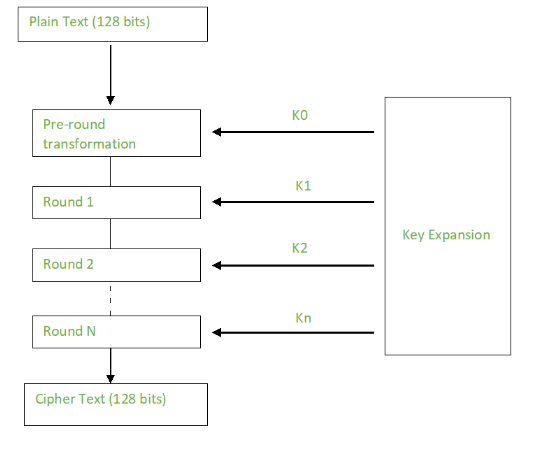 Plain Text (128 bits)
Pre-round
transformation
K0
Round 1
K1
Round 2
K2
Key Expansion
Round N
Kn
Cipher Text (128 bits)